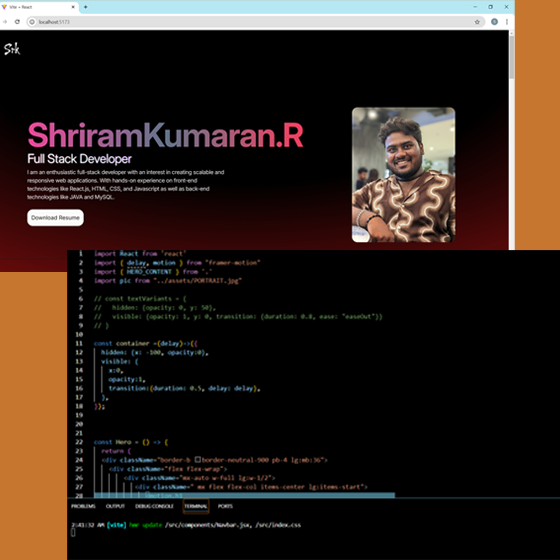 Vite + React
localhost:5173
Srk
ShriramKumaran.R
Full Stack Developer
I am an enthusiastic full-stack developer with an interest in creating scalable and
responsive web applications. With hands-on experience on front-end
technologies like React.js, HTML, CSS, and Javascript as well as back-end
technologies like JAVA and MySQL.
Download Resume
1 import React from 'react'
2 import { delay, motion } from "framer-motion"
3 import { HERO_CONTENT } from "."
4 import pic from "../assets/PORTRAIT.jpg"
5
6 // const textVariants = {
7 //   hidden: {opacity: 0, y: 50},
8 //   visible: {opacity: 1, y: 0, transition: {duration: 0.8, ease: "easeOut"}}
9 // }
10
11 const container =(delay)=>({
12   hidden: {x: -100, opacity:0},
13   visible: {
14     x:0,
15     opacity:1,
16     transition:{duration: 0.5, delay: delay},
17   },
18 });
19
20
21
22 const Hero = () => {
23   return (
24   <div className="border-b border-neutral-900 pb-4 lg:mb:36">
25     <div className="flex flex-wrap">
26       <div className="mx-auto w-full lg:w-1/2">
27         <div className=" mx flex flex-col items-center lg:items-start">
28           <motion.h1
PROBLEMS OUTPUT DEBUG CONSOLE TERMINAL PORTS
2:41:32 AM [vite] hmr update /src/components/Navbar.jsx, /src/index.css